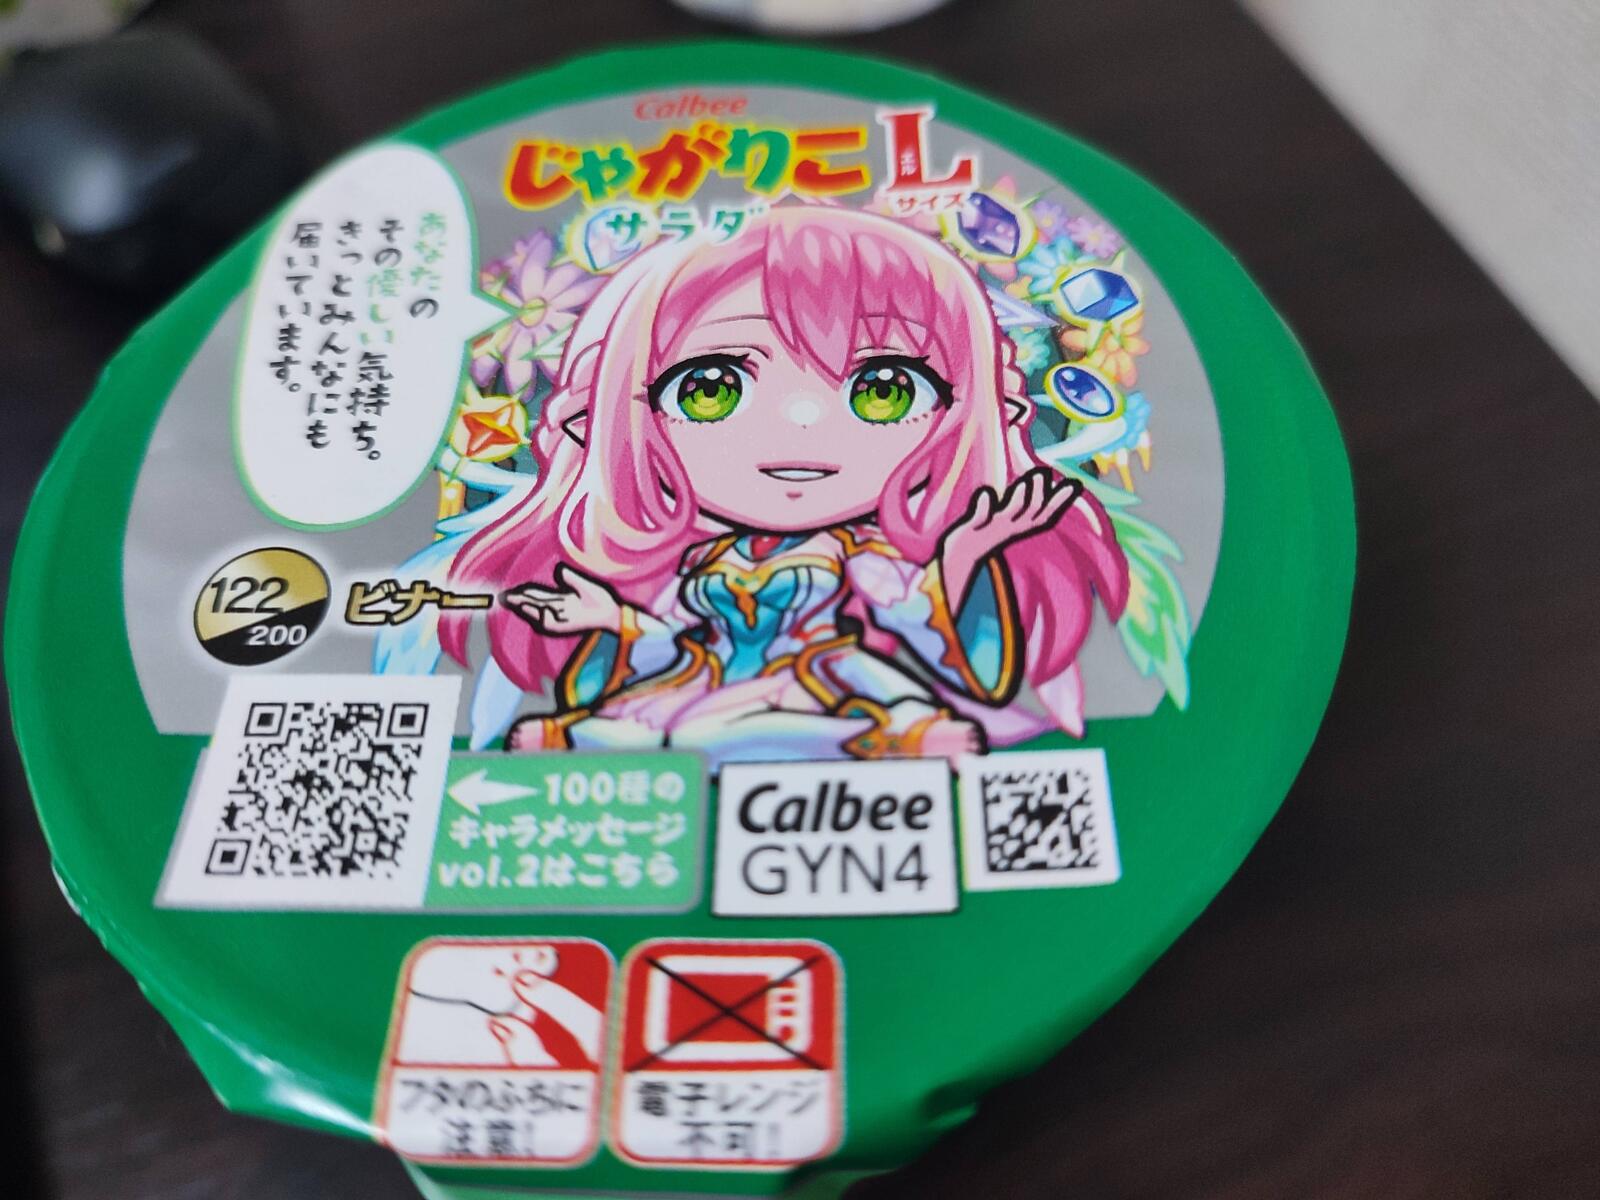 Calbee
じゃがりこL
エル
サイズ
サラダ
あなたの
その優しい気持ち。
きっとみんなにも
届いています。
122
200
ビナー
←100種の
キャラメッセージ
vol.2はこちら
Calbee
GYN4
フタのふちに
注意!
電子レンジ
不可!